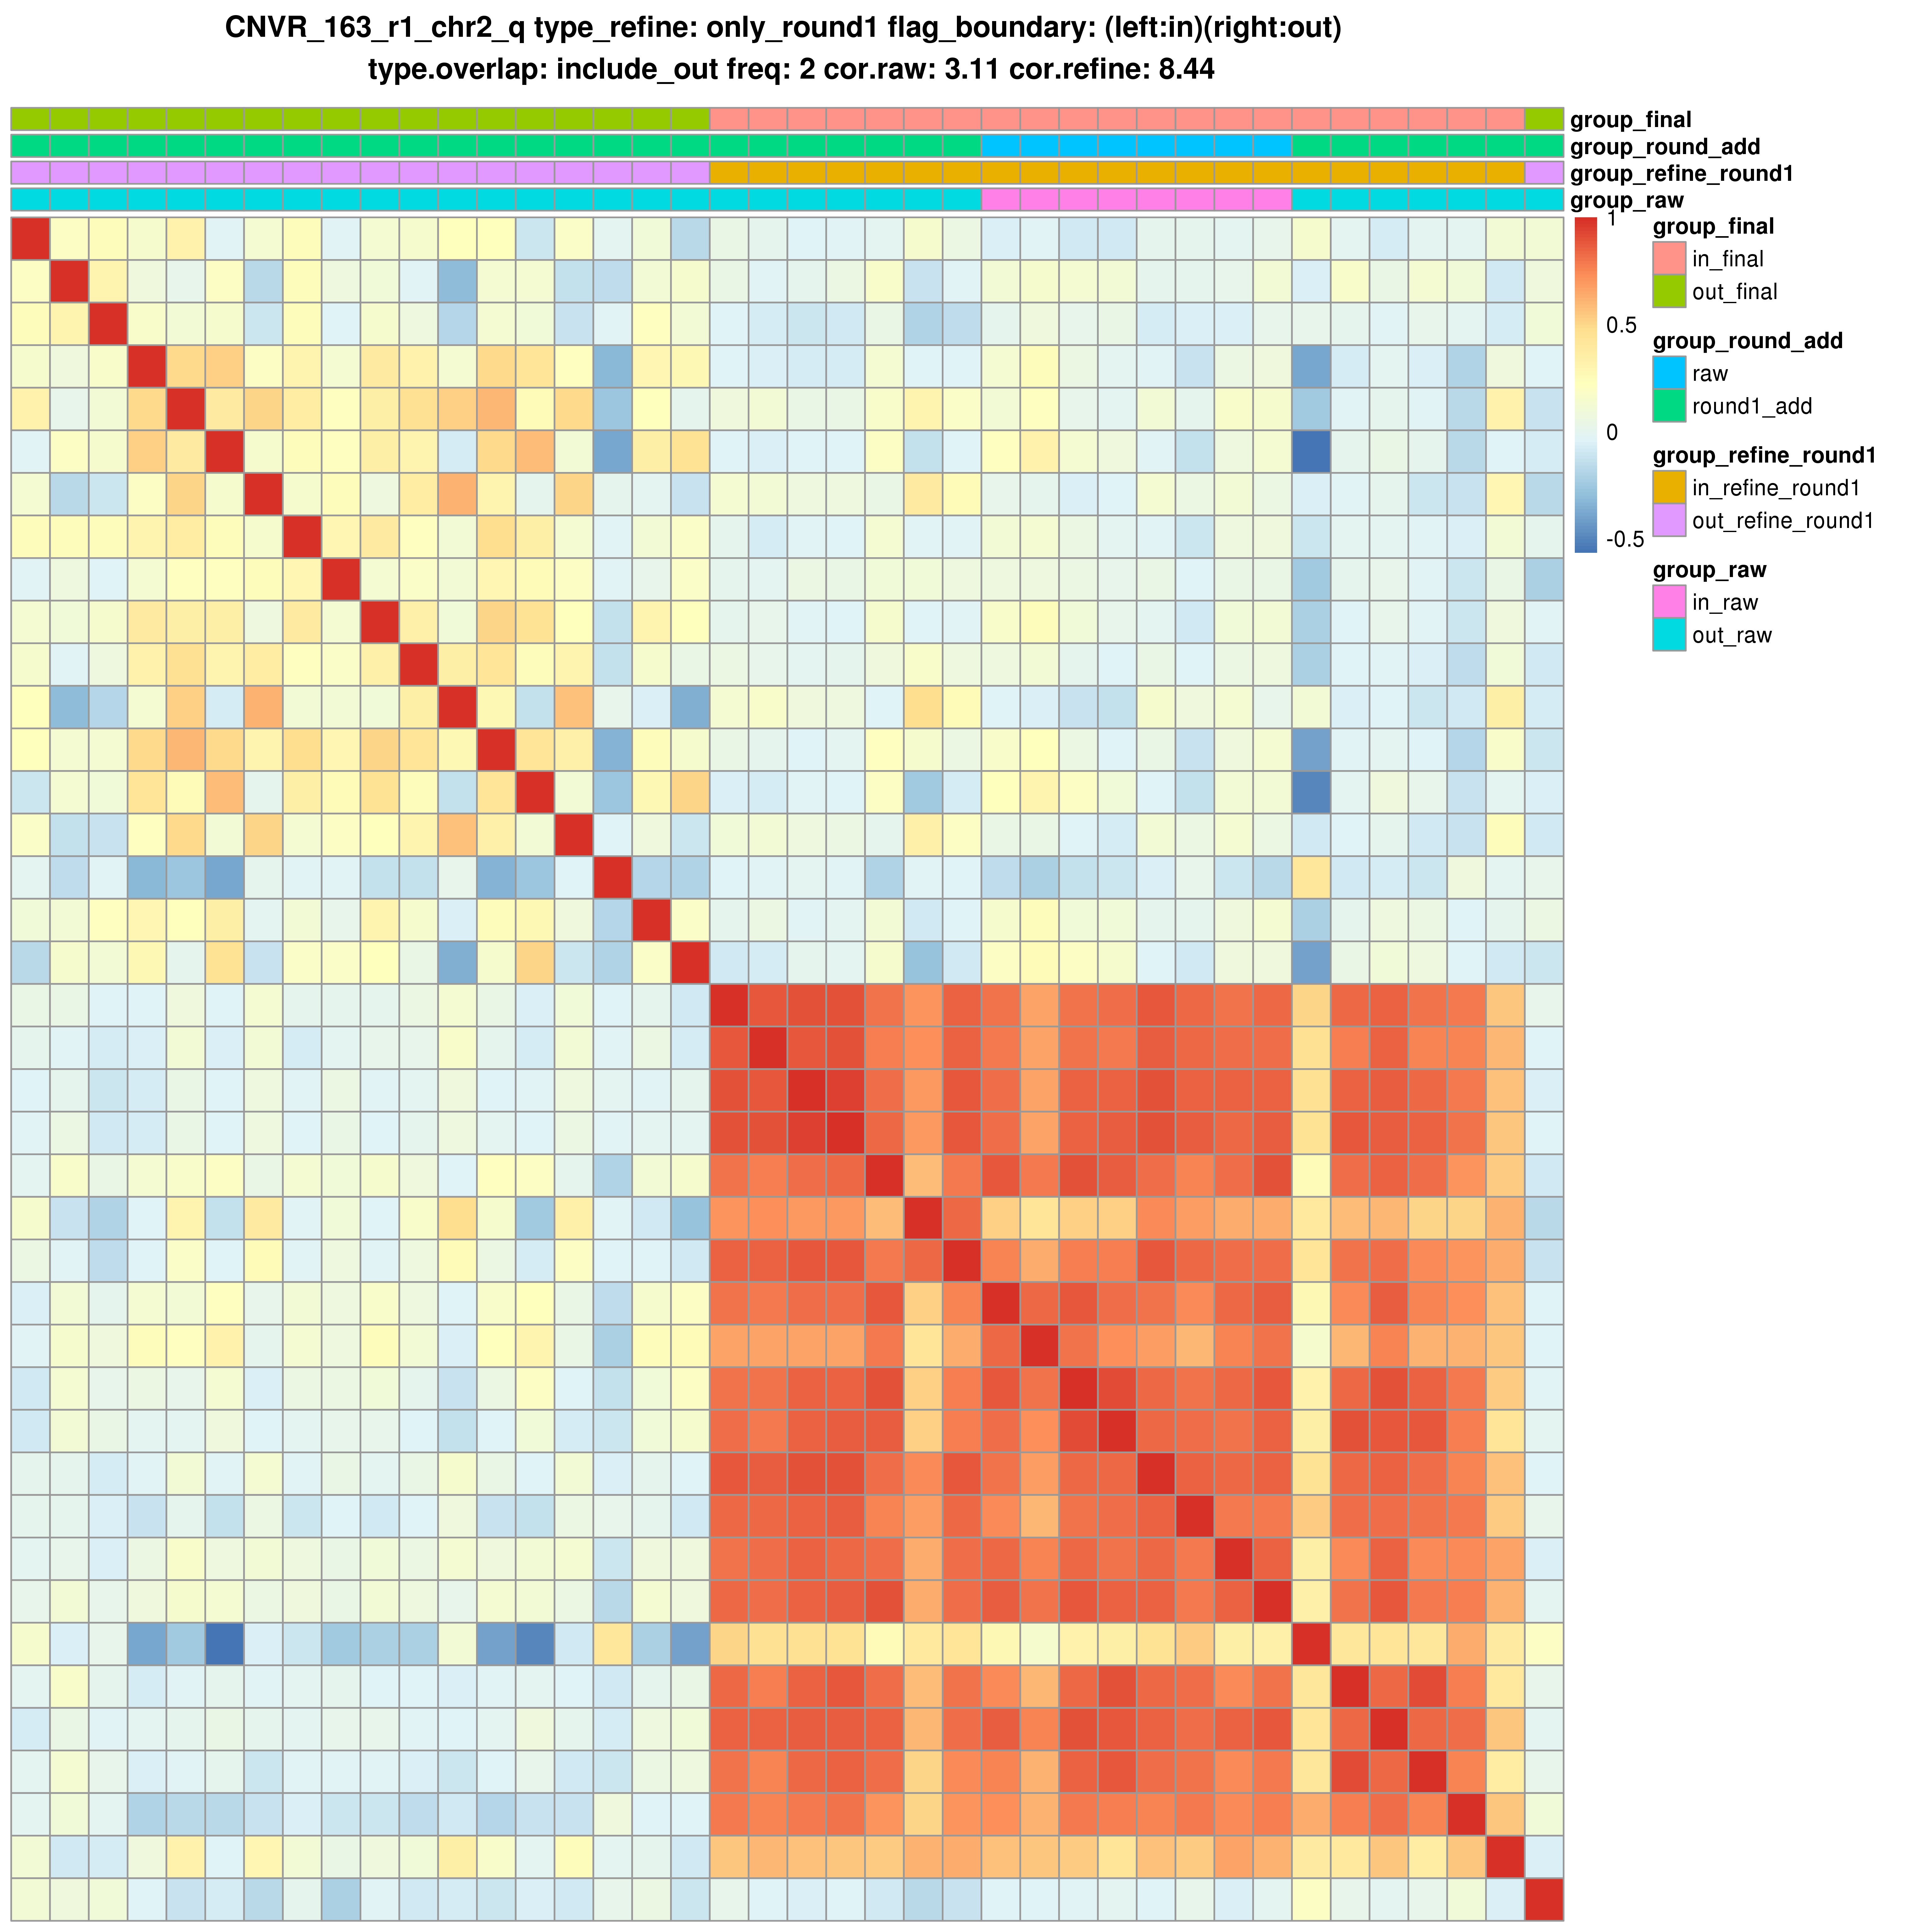 CNVR_163_r1_chr2_q type_refine: only_round1 flag_boundary: (left:in)(right:out)
type.overlap: include_out freq: 2 cor.raw: 3.11 cor.refine: 8.44
group_final
group_round_add
group_refine_round1
group_raw
1
0.5
0
-0.5
group_final
in_final
out_final
group_round_add
raw
round1_add
group_refine_round1
in_refine_round1
out_refine_round1
group_raw
in_raw
out_raw